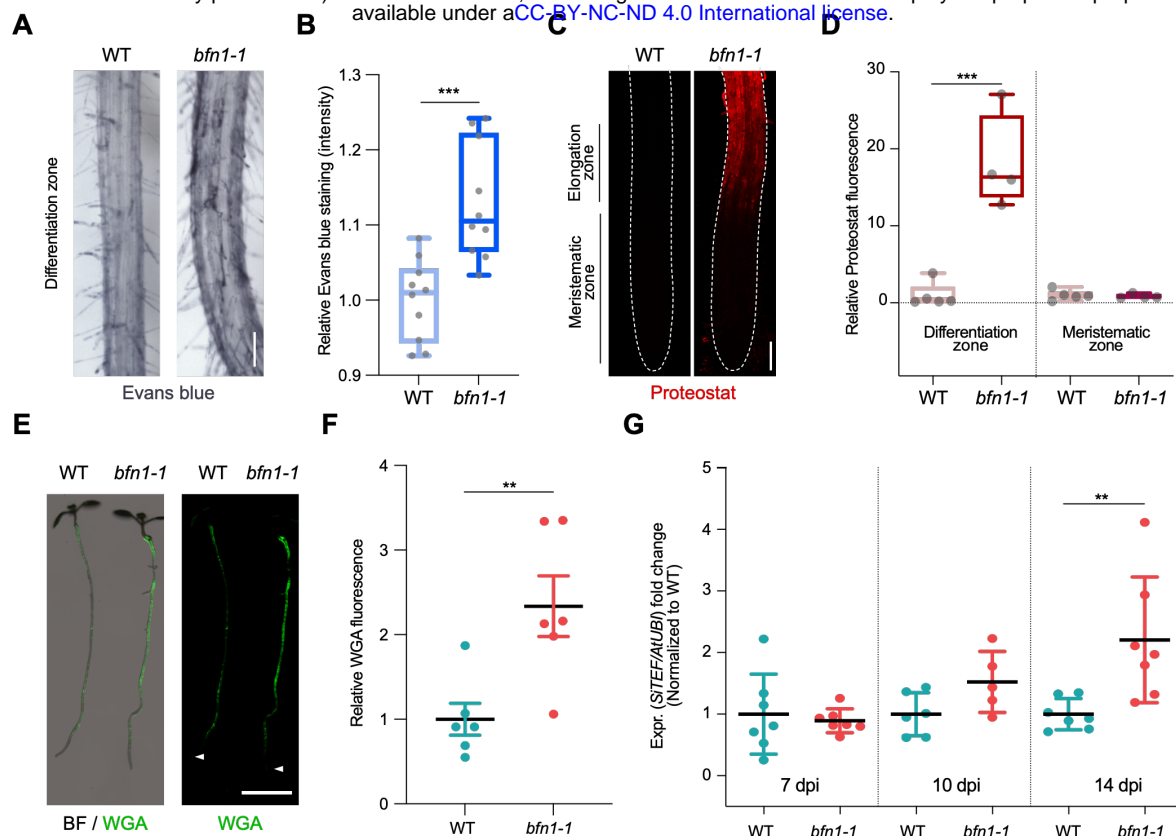 available under aCC-BY-NC-ND 4.0 International license.
A
WT
bfn1-1
Differentiation zone
Evans blue
B
Relative Evans blue staining (intensity)
1.3
1.2
1.1
1.0
0.9
***
WT
bfn1-1
C
WT
bfn1-1
Elongation
zone
Meristematic
zone
Proteostat
D
Relative Proteostat fluorescence
30
20
10
0
***
Differentiation
zone
Meristematic
zone
WT
bfn1-1
WT
bfn1-1
E
WT
bfn1-1
WT
bfn1-1
BF / WGA
WGA
F
Relative WGA fluorescence
4
3
2
1
0
**
WT
bfn1-1
G
Expr. (SiTEF/AtUBI) fold change
(Normalized to WT)
5
4
3
2
1
0
**
7 dpi
10 dpi
14 dpi
WT
bfn1-1
WT
bfn1-1
WT
bfn1-1